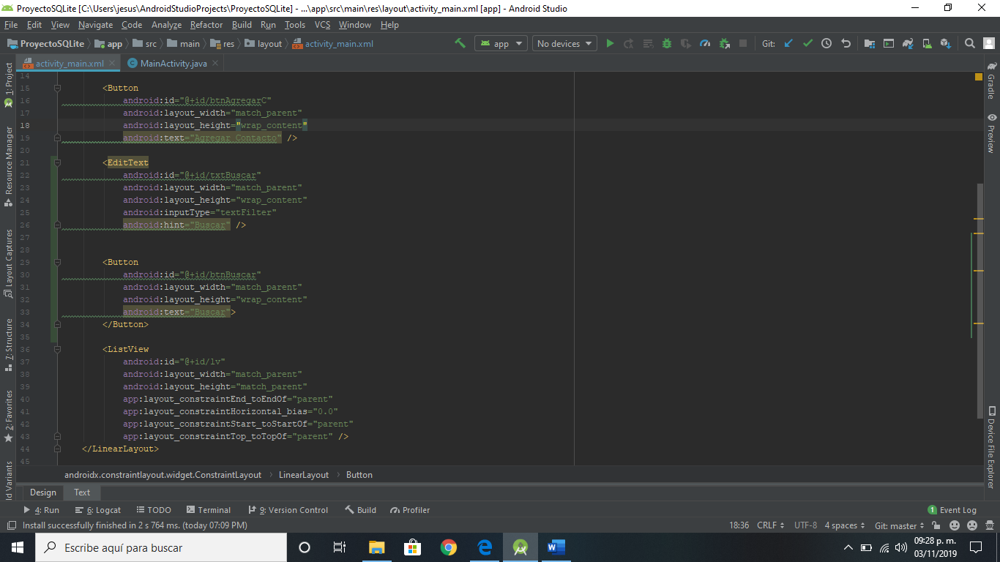 ProyectoSQLite [C:\Users\jesus\AndroidStudioProjects\ProyectoSQLite] - ...\app\src\main\res\layout\activity_main.xml [app] - Android Studio
File Edit View Navigate Code Analyze Refactor Build Run Tools VCS Window Help
ProyectoSQLite app src main res layout activity_main.xml app No devices Git:
activity_main.xml MainActivity.java
14
15 <Button
16 android:id="@+id/btnAgregarC"
17 android:layout_width="match_parent"
18 android:layout_height="wrap_content"
19 android:text="Agregar Contacto" />
20
21 <EditText
22 android:id="@+id/txtBuscar"
23 android:layout_width="match_parent"
24 android:layout_height="wrap_content"
25 android:inputType="textFilter"
26 android:hint="Buscar" />
27
28
29 <Button
30 android:id="@+id/btnBuscar"
31 android:layout_width="match_parent"
32 android:layout_height="wrap_content"
33 android:text="Buscar">
34 </Button>
35
36 <ListView
37 android:id="@+id/lv"
38 android:layout_width="match_parent"
39 android:layout_height="match_parent"
40 app:layout_constraintEnd_toEndOf="parent"
41 app:layout_constraintHorizontal_bias="0.0"
42 app:layout_constraintStart_toStartOf="parent"
43 app:layout_constraintTop_toTopOf="parent" />
44 </LinearLayout>
45
1: Project
Resource Manager
Layout Captures
7: Structure
2: Favorites
ld Variants
Gradle
Preview
Device File Explorer
androidx.constraintlayout.widget.ConstraintLayout LinearLayout Button
Design Text
4: Run 6: Logcat TODO Terminal 9: Version Control Build Profiler 1 Event Log
Install successfully finished in 2 s 764 ms. (today 07:09 PM) 18:36 CRLF UTF-8 4 spaces Git: master
Escribe aquí para buscar
09:28 p. m.
03/11/2019